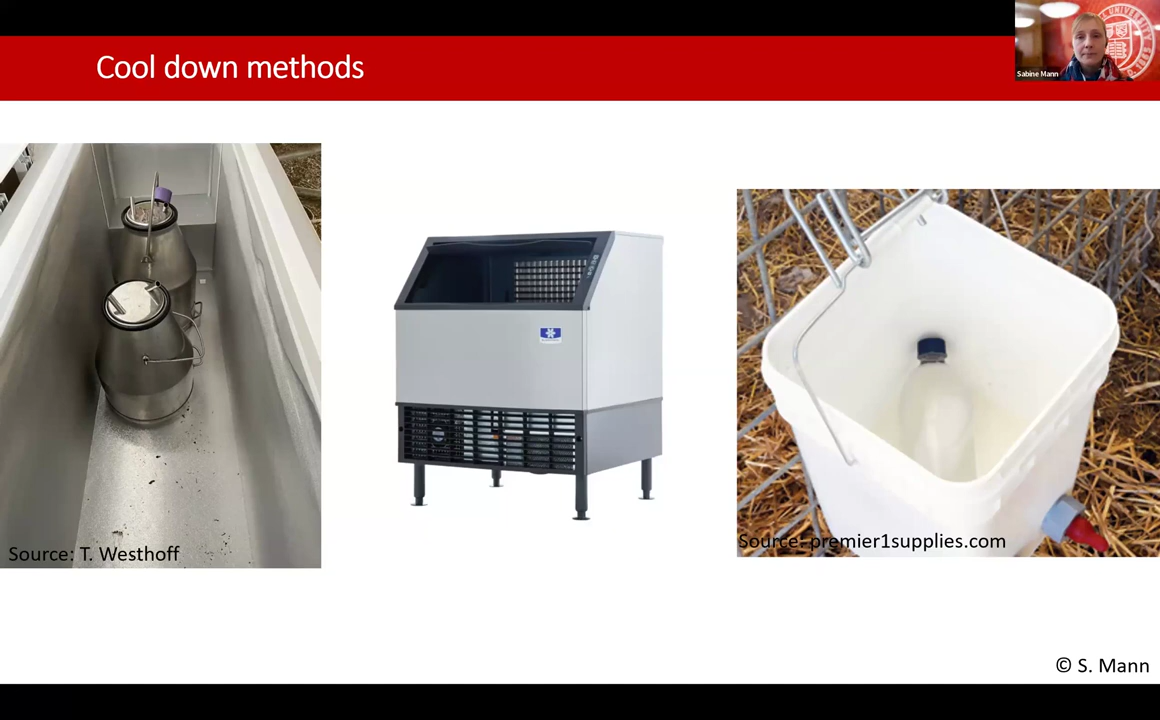 Cool down methods
Sabine Mann
Source: T. Westhoff
Source: premier1supplies.com
© S. Mann